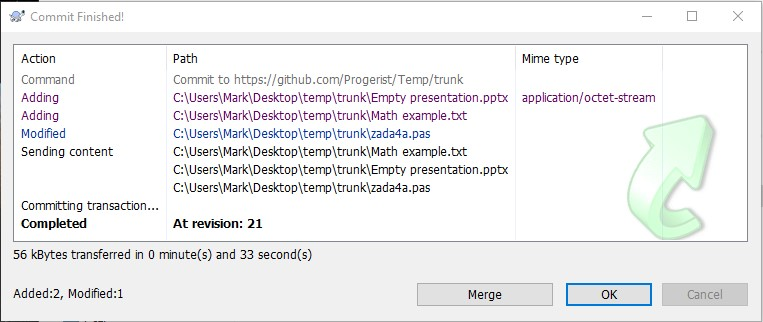 Commit Finished!
Action Path Mime type
Command Commit to https://github.com/Progerist/Temp/trunk
Adding C:\Users\Mark\Desktop\temp\trunk\Empty presentation.pptx application/octet-stream
Adding C:\Users\Mark\Desktop\temp\trunk\Math example.txt
Modified C:\Users\Mark\Desktop\temp\trunk\zada4a.pas
Sending content C:\Users\Mark\Desktop\temp\trunk\Math example.txt
C:\Users\Mark\Desktop\temp\trunk\Empty presentation.pptx
C:\Users\Mark\Desktop\temp\trunk\zada4a.pas
Committing transaction...
Completed At revision: 21
56 kBytes transferred in 0 minute(s) and 33 second(s)
Added:2, Modified:1
Merge OK Cancel